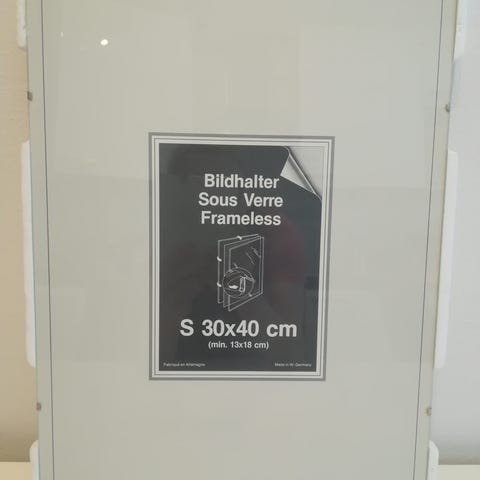 Bildhalter
Sous Verre
Frameless
S 30x40 cm
(min. 13x18 cm)
Fabriqué en Allemagne
Made in W. Germany